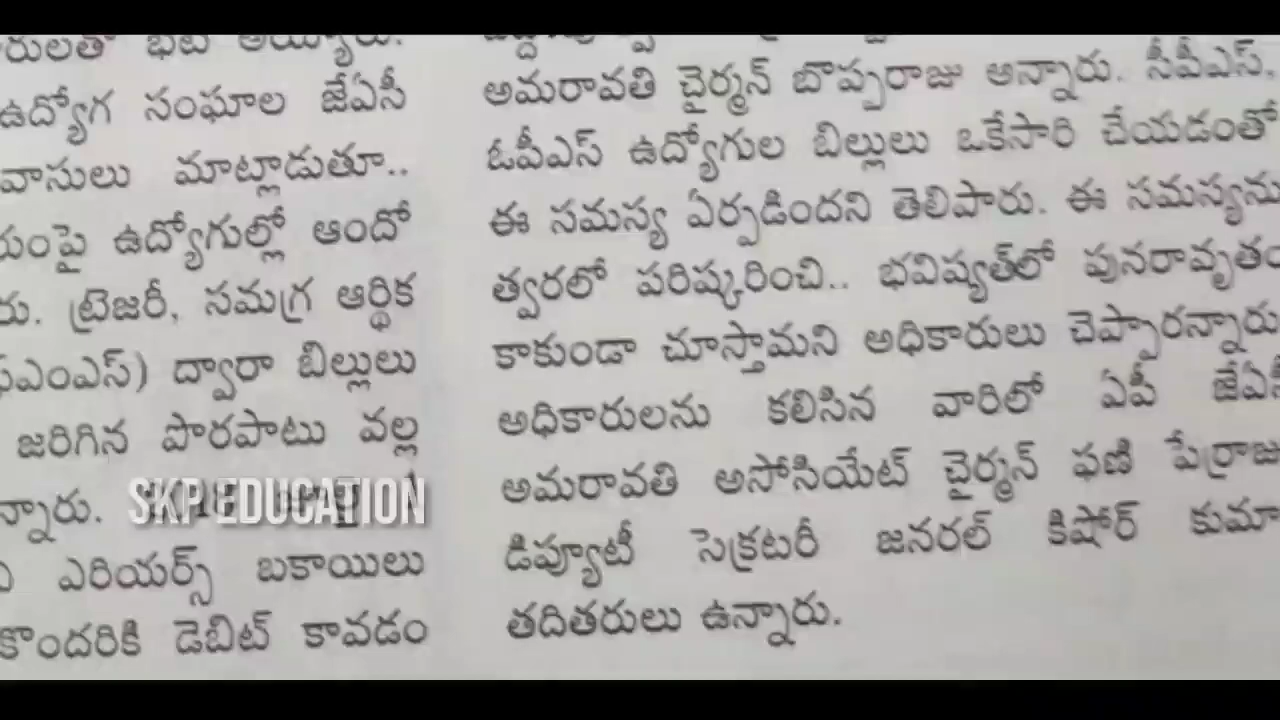 ఉద్యోగ సంఘాల జేఏసీ
వాసులు మాట్లాడుతూ..
ఉద్యోగుల్లో ఆందో
ట్రెజరీ, సమగ్ర ఆర్థిక
ద్వారా బిల్లులు
జరిగిన పొరపాటు వల్ల
న్నారు.
SKP EDUCATION
ఎరియర్స్ బకాయిలు
కొందరికి డెబిట్ కావడం
అమరావతి చైర్మన్ బొప్పరాజు అన్నారు. సీపీఎస్,
ఓపీఎస్ ఉద్యోగుల బిల్లులు ఒకేసారి చేయడంతో
ఈ సమస్య ఏర్పడిందని తెలిపారు. ఈ సమస్యను
త్వరలో పరిష్కరించి.. భవిష్యత్‌లో పునరావృతం
కాకుండా చూస్తామని అధికారులు చెప్పారన్నారు
అధికారులను కలిసిన వారిలో ఏపీ జేఏసీ
అమరావతి అసోసియేట్ చైర్మన్ ఫణి పేర్రాజు
డిప్యూటీ సెక్రటరీ జనరల్ కిషోర్ కుమా
తదితరులు ఉన్నారు.